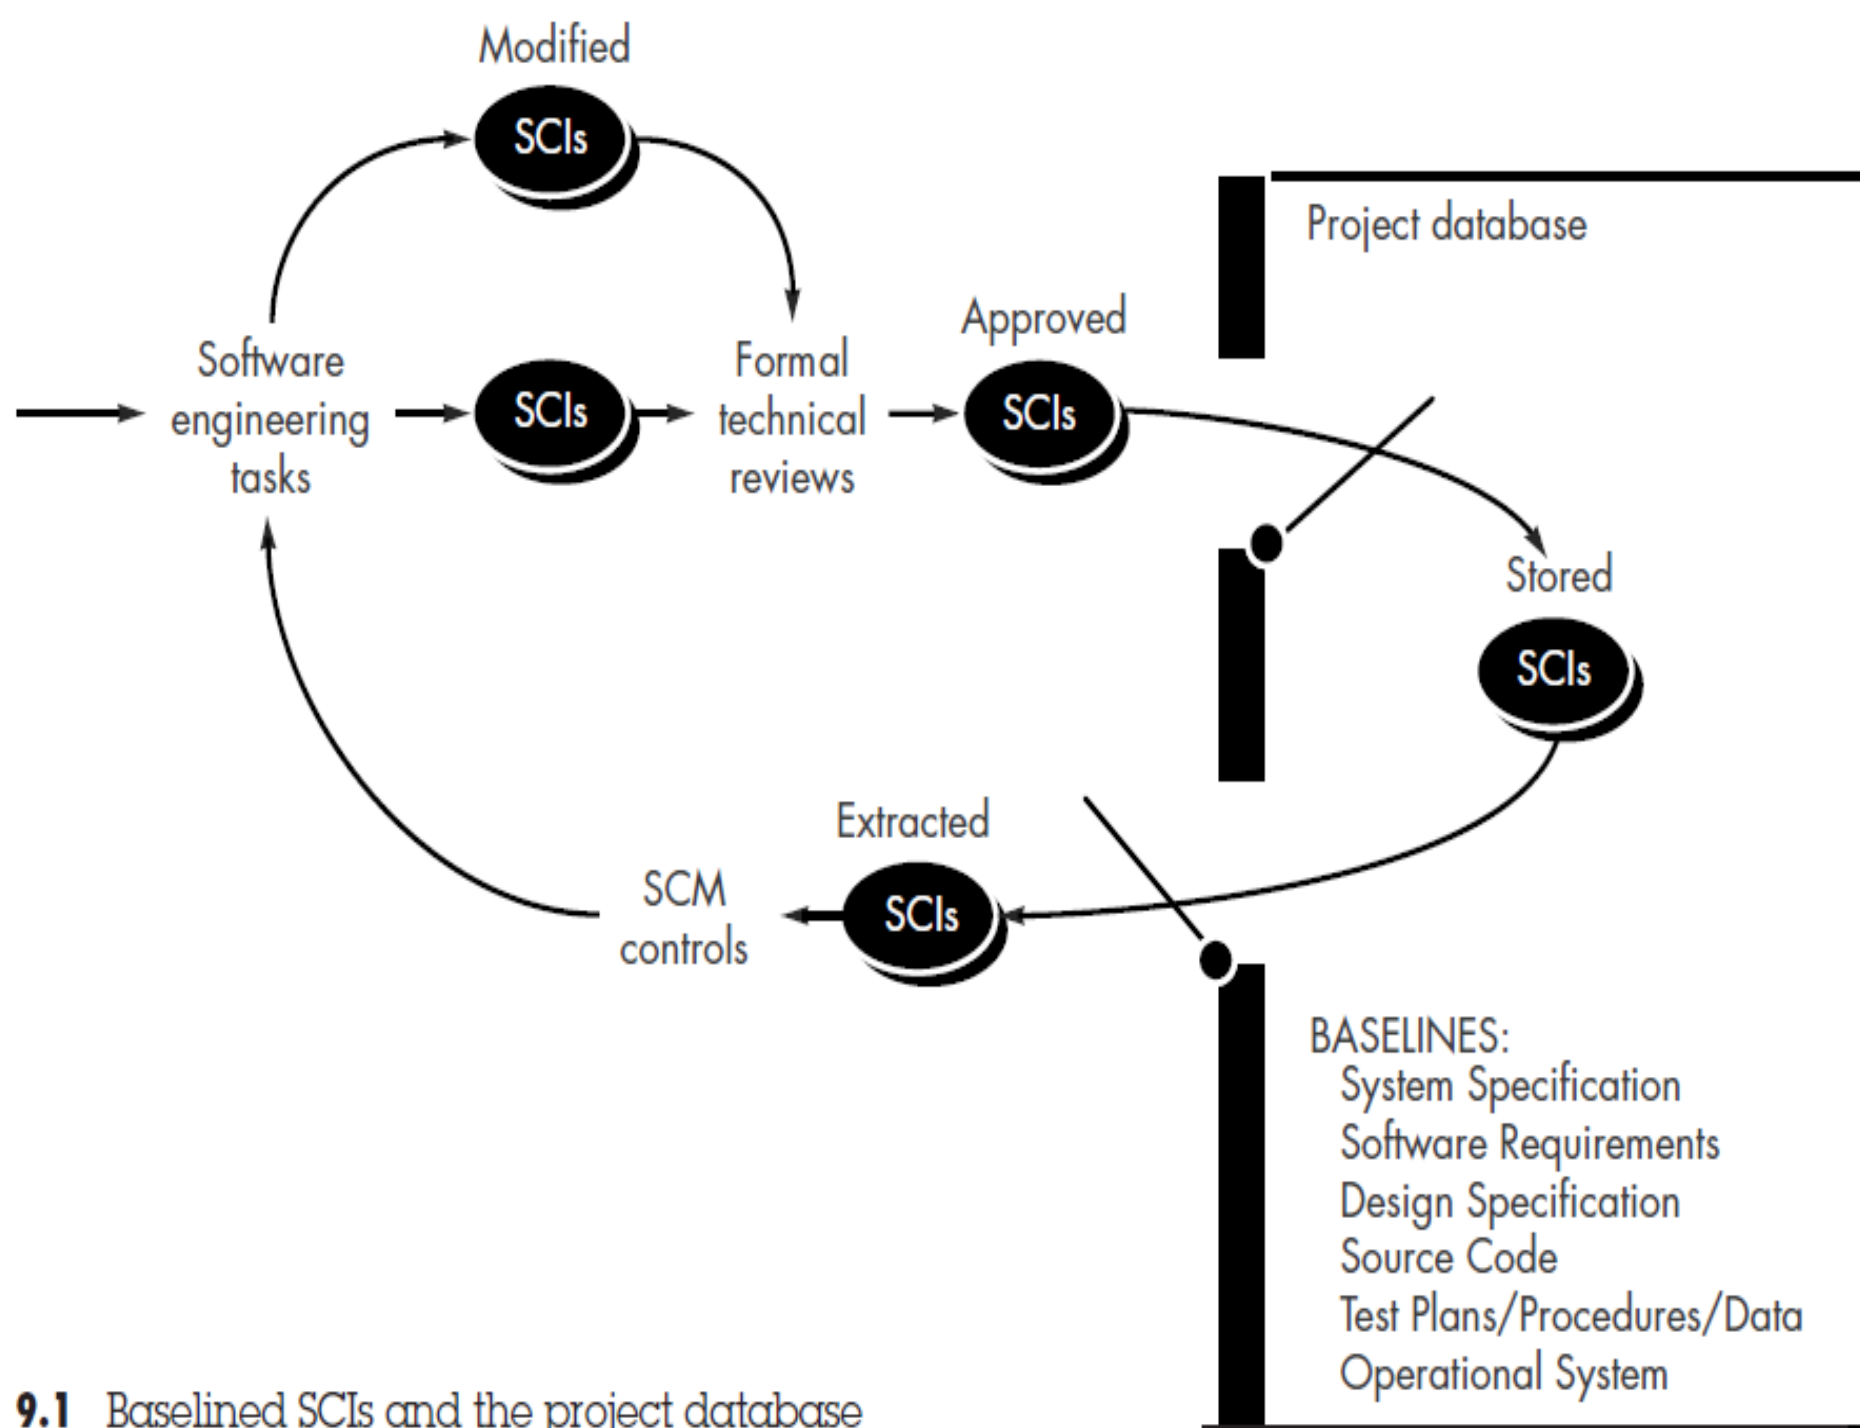 Modified
SCIs
Project database
Software
engineering
tasks
SCIs
Formal
technical
reviews
Approved
SCIs
Stored
SCIs
Extracted
SCIs
SCM
controls
BASELINES:
System Specification
Software Requirements
Design Specification
Source Code
Test Plans/Procedures/Data
Operational System
9.1 Baselined SCIs and the project database